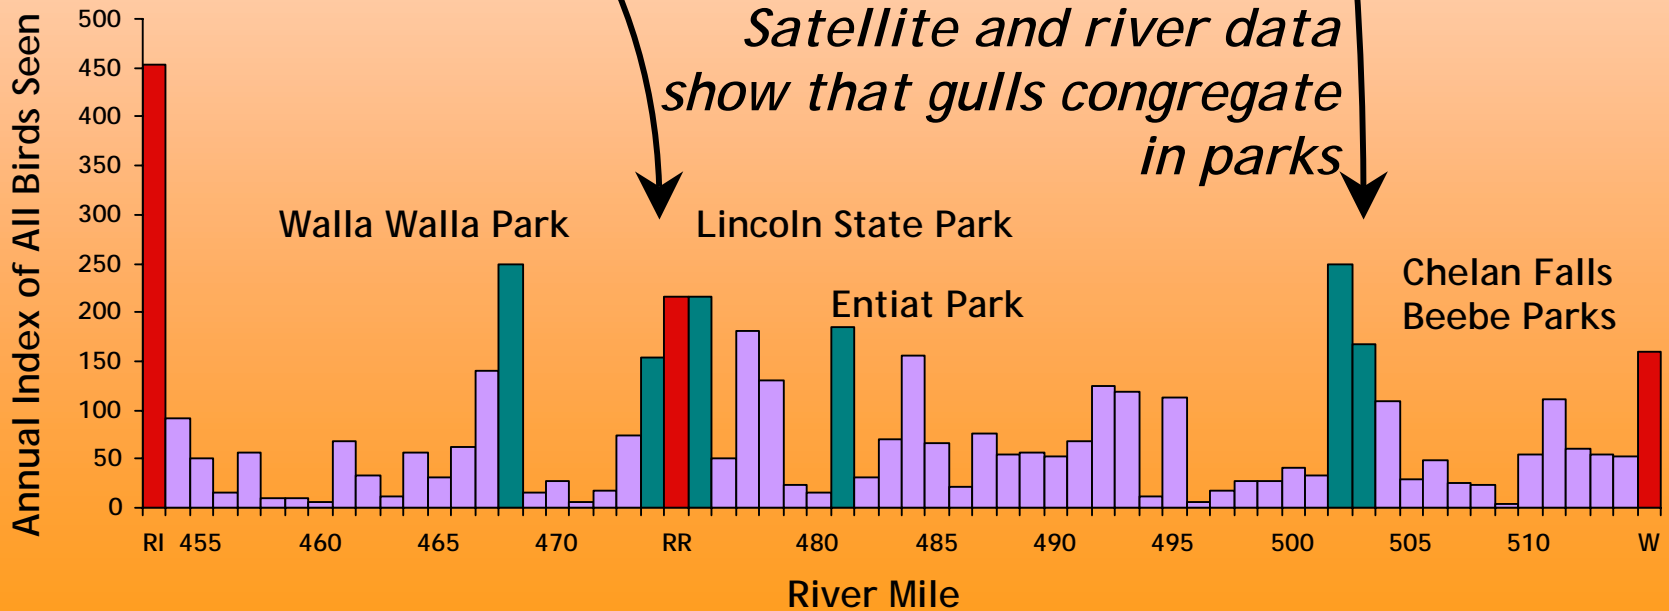 Satellite and river data
show that gulls congregate
in parks
Annual Index of All Birds Seen
500
450
400
350
300
250
200
150
100
50
0
Walla Walla Park
Lincoln State Park
Entiat Park
Chelan Falls
Beebe Parks
RI 455 460 465 470 RR 480 485 490 495 500 505 510 W
River Mile